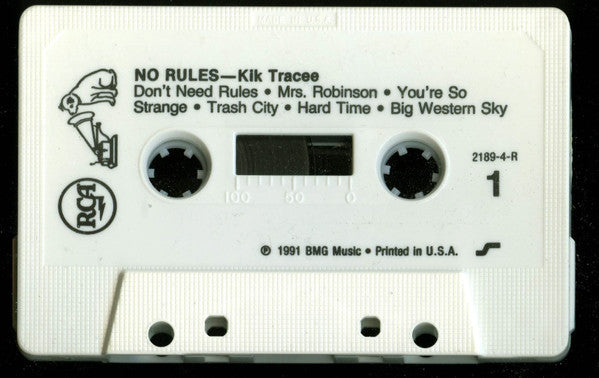 MADE IN U.S.A.
NO RULES—Kik Tracee
Don't Need Rules • Mrs. Robinson • You're So
Strange • Trash City • Hard Time • Big Western Sky
2189-4-R
1
RCA
100 50 0
℗ 1991 BMG Music • Printed in U.S.A.